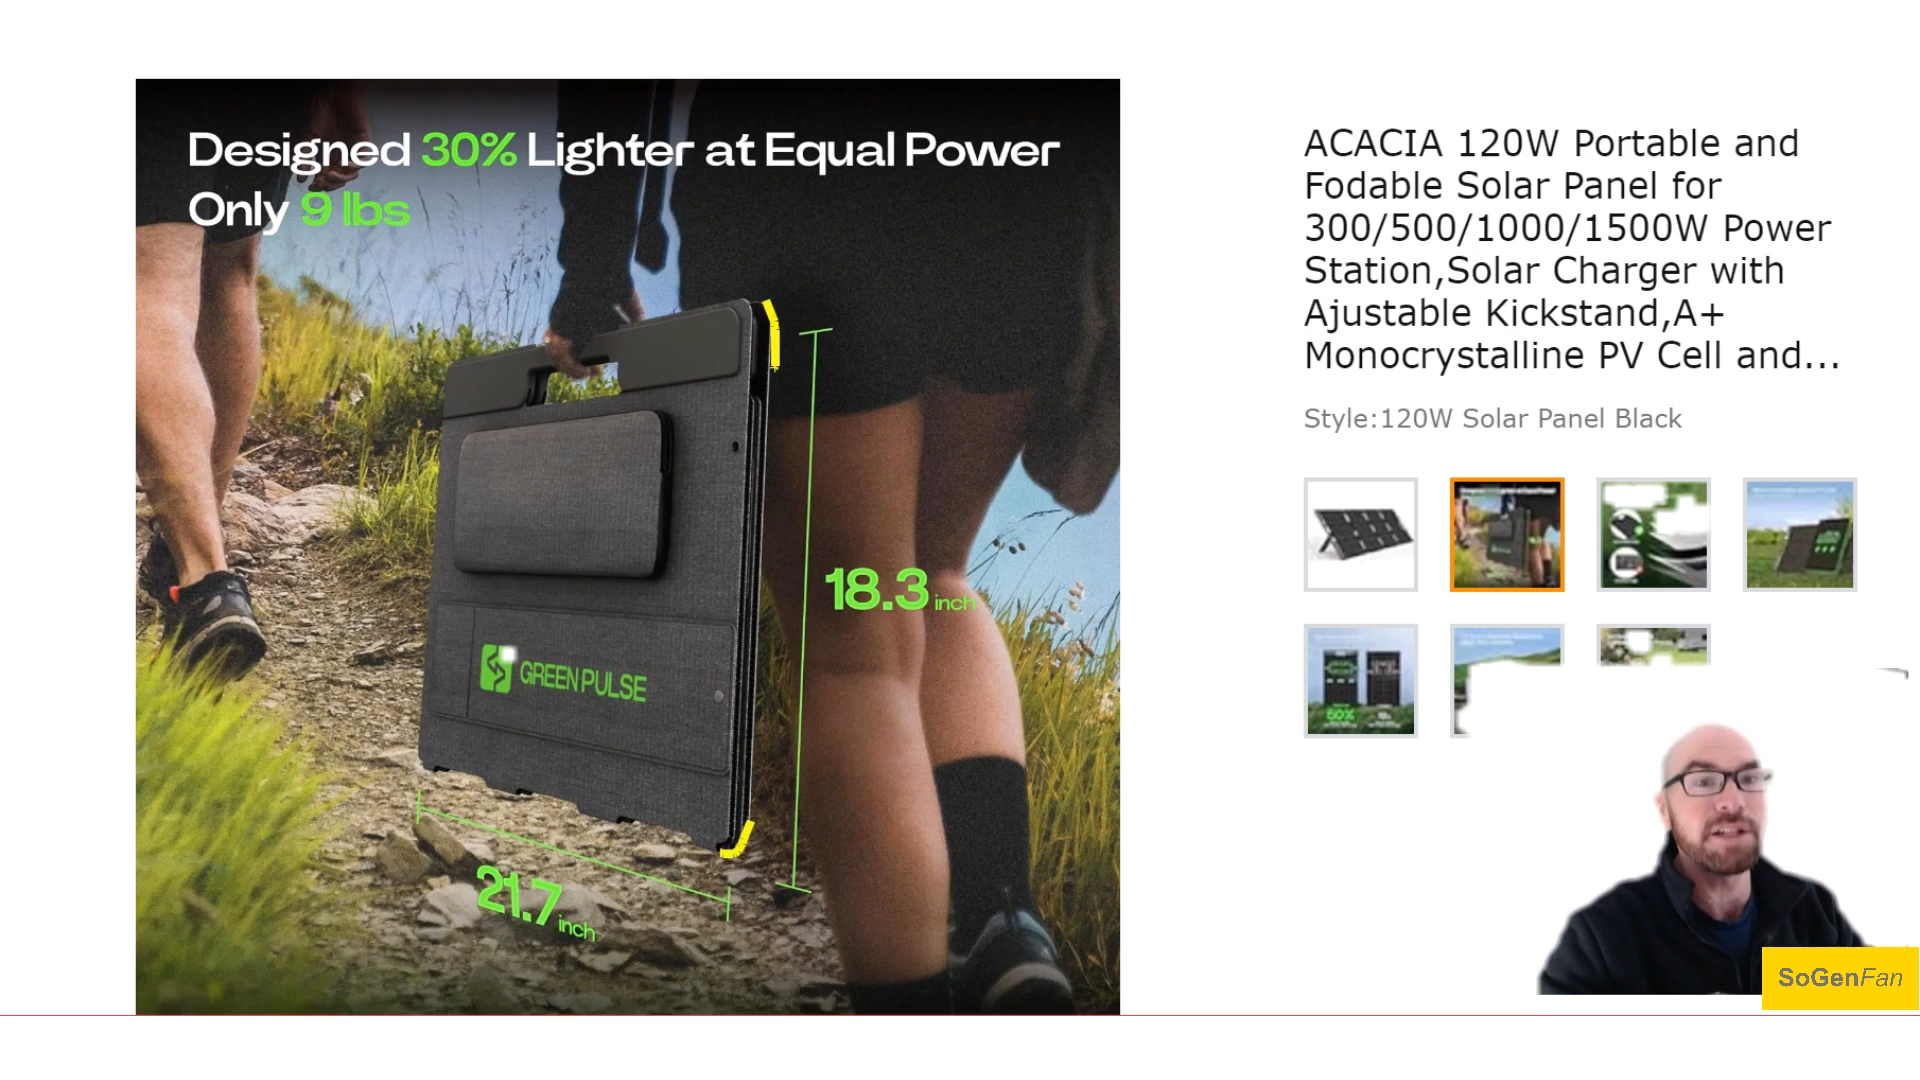 Designed 30% Lighter at Equal Power
Only 9 lbs
18.3 inch
GREEN PULSE
21.7 inch
ACACIA 120W Portable and
Fodable Solar Panel for
300/500/1000/1500W Power
Station,Solar Charger with
Ajustable Kickstand,A+
Monocrystalline PV Cell and...
Style:120W Solar Panel Black
50%
SoGenFan